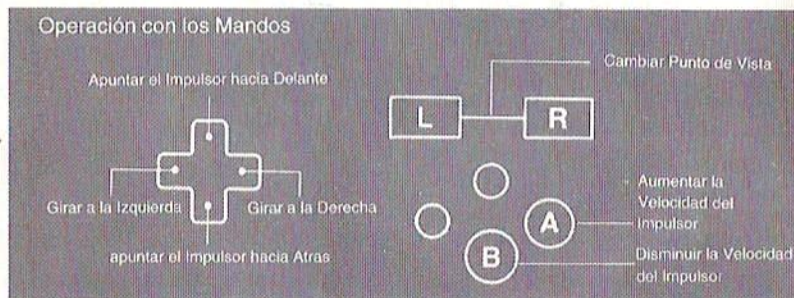 Operación con los Mandos
Apuntar el Impulsor hacia Delante
Girar a la Izquierda
Girar a la Derecha
apuntar el Impulsor hacia Atras
Cambiar Punto de Vista
L
R
A
B
Aumentar la
Velocidad del
Impulsor
Disminuir la Velocidad
del Impulsor